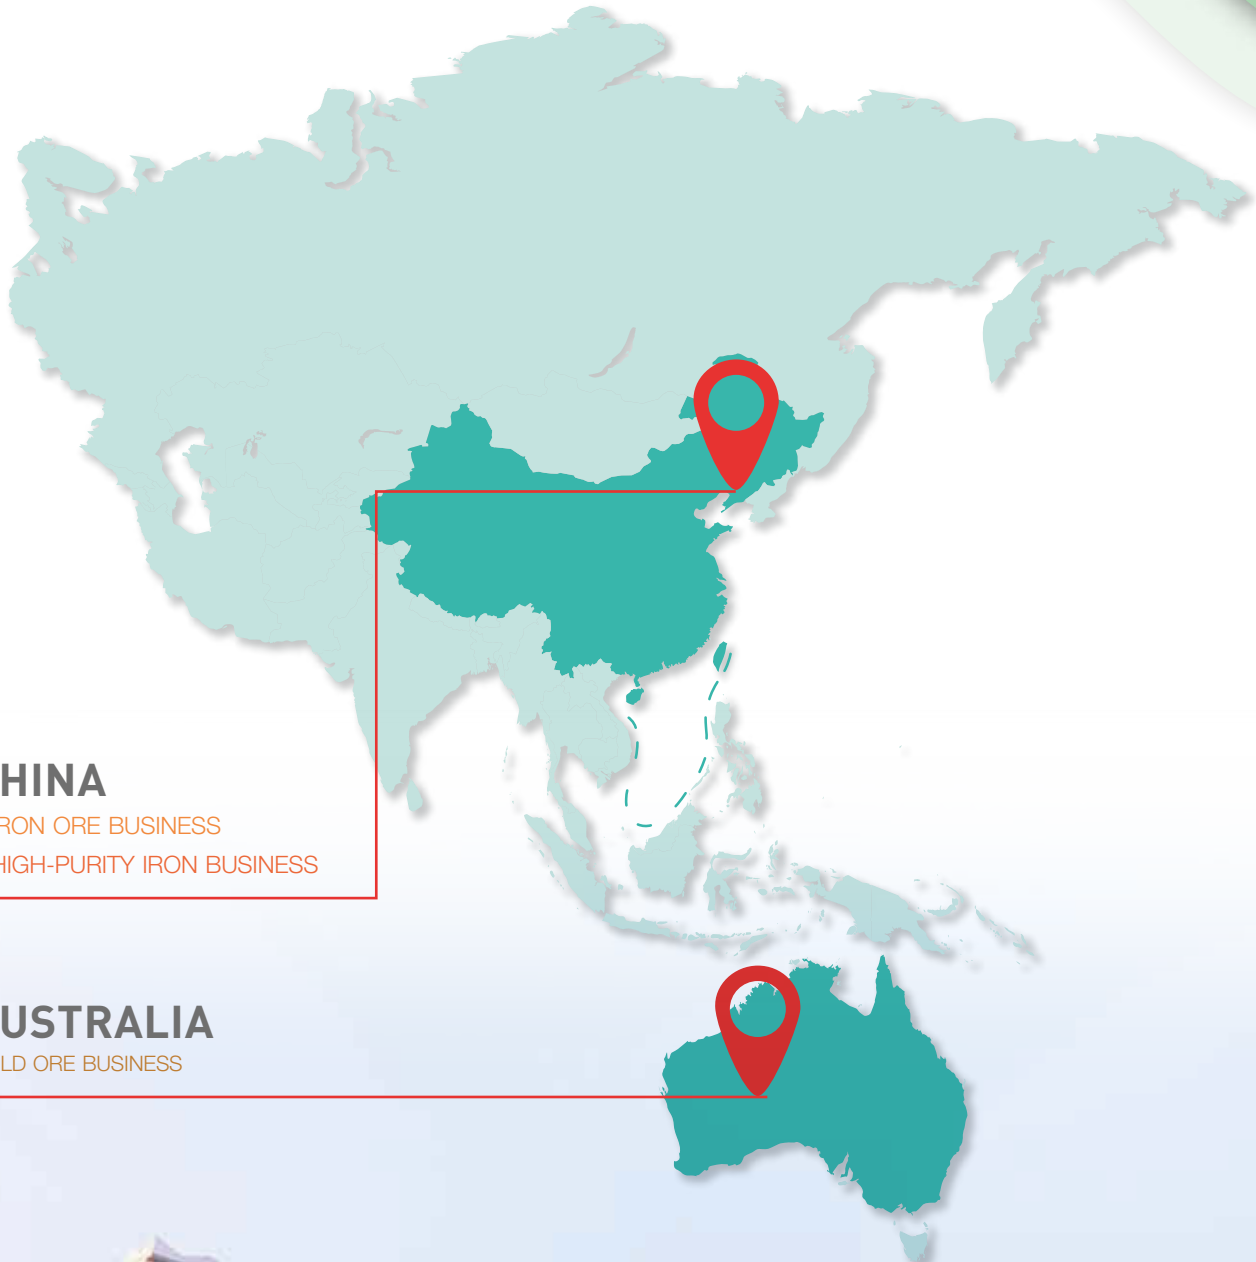 HINA
RON ORE BUSINESS
HIGH-PURITY IRON BUSINESS
USTRALIA
LD ORE BUSINESS